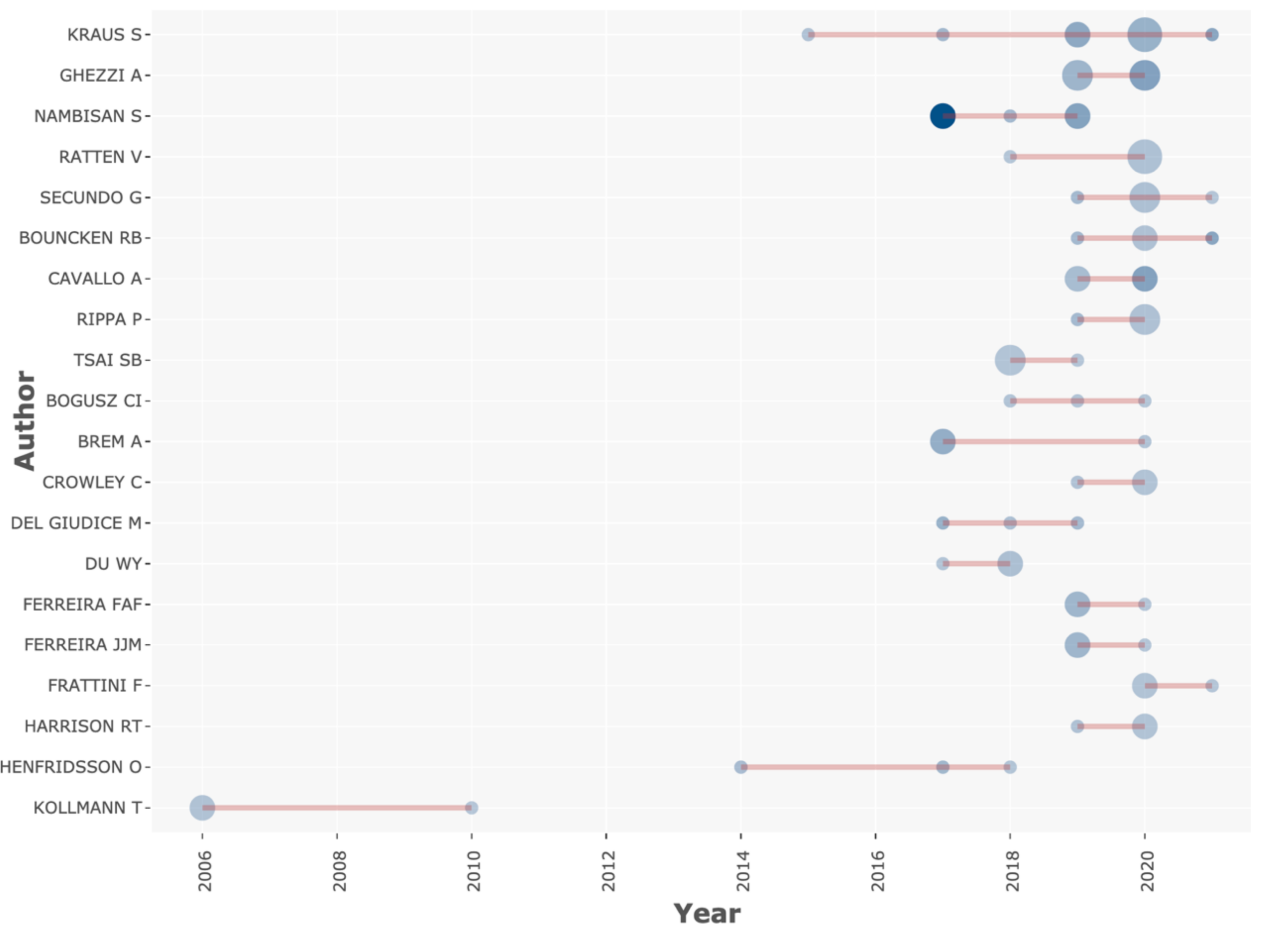 KRAUS S
GHEZZI A
NAMBISAN S
RATTEN V
SECUNDO G
BOUNCKEN RB
CAVALLO A
RIPPA P
TSAI SB
BOGUSZ CI
BREM A
CROWLEY C
DEL GIUDICE M
DU WY
FERREIRA FAF
FERREIRA JJM
FRATTINI F
HARRISON RT
HENFRIDSSON O
KOLLMANN T
Author
2006
2008
2010
2012
2014
2016
2018
2020
Year